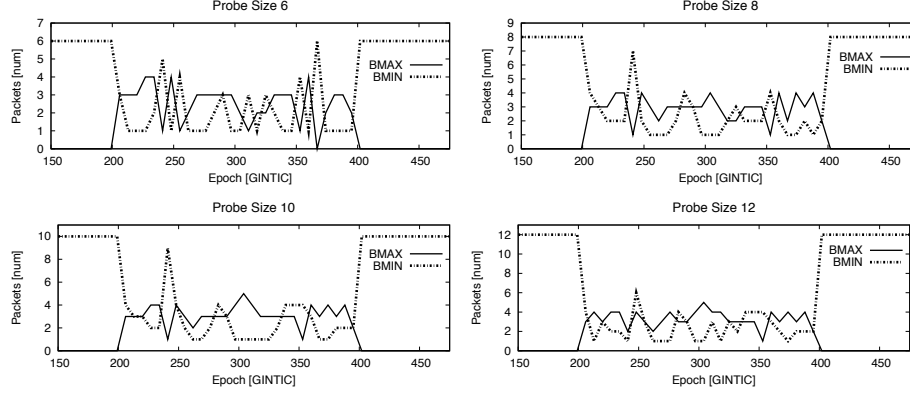 Probe Size 6
Packets [num]
7
6
5
4
3
2
1
0
BMAX
BMIN
150 200 250 300 350 400 450
Epoch [GINTIC]
Probe Size 8
Packets [num]
9
8
7
6
5
4
3
2
1
0
BMAX
BMIN
150 200 250 300 350 400 450
Epoch [GINTIC]
Probe Size 10
Packets [num]
10
8
6
4
2
0
BMAX
BMIN
150 200 250 300 350 400 450
Epoch [GINTIC]
Probe Size 12
Packets [num]
12
10
8
6
4
2
0
BMAX
BMIN
150 200 250 300 350 400 450
Epoch [GINTIC]